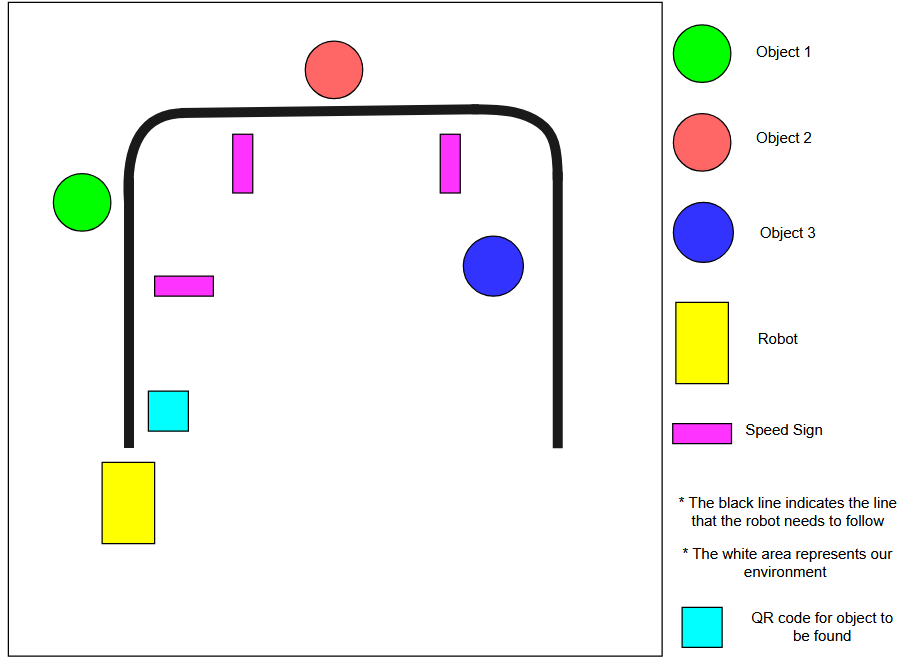 Object 1
Object 2
Object 3
Robot
Speed Sign
* The black line indicates the line
that the robot needs to follow
* The white area represents our
environment
QR code for object to
be found